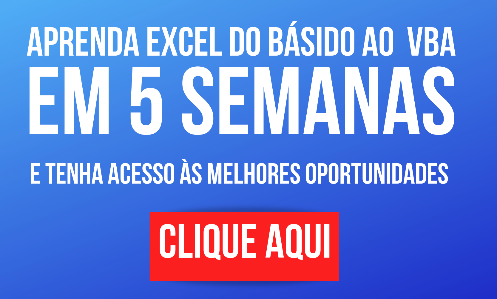 APRENDA EXCEL DO BÁSIDO AO VBA
EM 5 SEMANAS
E TENHA ACESSO ÀS MELHORES OPORTUNIDADES
CLIQUE AQUI